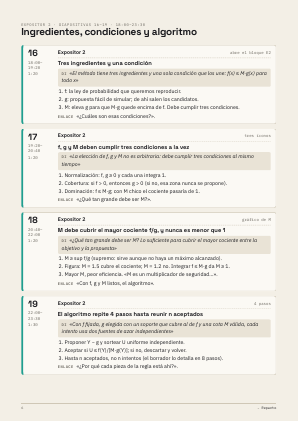 EXPOSITOR 2 · DIAPOSITIVAS 16–19 · 18:00–23:30
Ingredientes, condiciones y algoritmo
16
18:00–
19:20
1:20
Expositor 2
abre el bloque E2
Tres ingredientes y una condición
DI «El método tiene tres ingredientes y una sola condición que los une: f(x) ≤ M·g(x) para
todo x»
1. f: la ley de probabilidad que queremos reproducir.
2. g: propuesta fácil de simular; de ahí salen los candidatos.
3. M: eleva g para que M·g quede encima de f. Debe cumplir tres condiciones.
ENLACE «¿Cuáles son esas condiciones?».
17
19:20–
20:40
1:20
Expositor 2
tres iconos
f, g y M deben cumplir tres condiciones a la vez
DI «La elección de f, g y M no es arbitraria: debe cumplir tres condiciones al mismo
tiempo»
1. Normalización: f, g ≥ 0 y cada una integra 1.
2. Cobertura: si f > 0, entonces g > 0 (si no, esa zona nunca se propone).
3. Dominación: f ≤ M·g; con M chico el cociente pasaría de 1.
ENLACE «¿Qué tan grande debe ser M?».
18
20:40–
22:00
1:20
Expositor 2
gráfico de M
M debe cubrir el mayor cociente f/g, y nunca es menor que 1
DI «¿Qué tan grande debe ser M? Lo suficiente para cubrir el mayor cociente entre la
objetivo y la propuesta»
1. M ≥ sup f/g (supremo: sirve aunque no haya un máximo alcanzado).
2. Figura: M = 1.5 cubre el cociente; M = 1.2 no. Integrar f ≤ M·g da M ≥ 1.
3. Mayor M, peor eficiencia. «M es un multiplicador de seguridad…».
ENLACE «Con f, g y M listos, el algoritmo».
19
22:00–
23:30
1:30
Expositor 2
4 pasos
El algoritmo repite 4 pasos hasta reunir n aceptados
DI «Con f fijada, g elegida con un soporte que cubra al de f y una cota M válida, cada
intento usa dos fuentes de azar independientes»
1. Proponer Y ~ g y sortear U uniforme independiente.
2. Aceptar si U ≤ f(Y)/[M·g(Y)]; si no, descartar y volver.
3. Hasta n aceptados, no n intentos (el borrador lo detalla en 8 pasos).
ENLACE «¿Por qué cada pieza de la regla está ahí?».